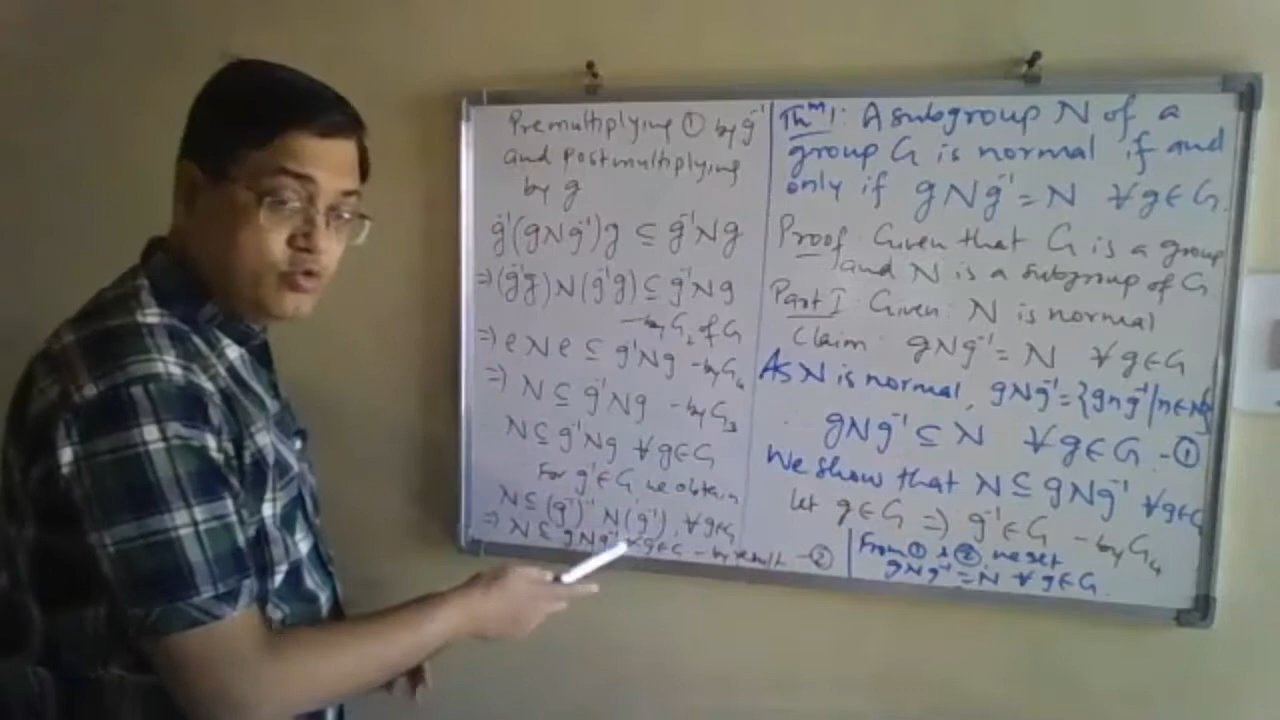 Thᵐ 1: A subgroup N of a
group G is normal if and
only if gNg⁻¹ = N ∀g∈G.
Proof: Given that G is a group
and N is a subgroup of G
Part I: Given: N is normal
Claim: gNg⁻¹ = N ∀g∈G
As N is normal, gNg⁻¹ = {gng⁻¹|n∈N}
gNg⁻¹ ⊆ N ∀g∈G -①
We show that N ⊆ gNg⁻¹ ∀g∈G
let g∈G ⇒ g⁻¹∈G - by G₄
Premultiplying ① by g⁻¹
and Postmultiplying
by g
g⁻¹(gNg⁻¹)g ⊆ g⁻¹Ng
⇒ (g⁻¹g)N(g⁻¹g) ⊆ g⁻¹Ng
- by G₂ of G
⇒ eNe ⊆ g⁻¹Ng - by G₄
⇒ N ⊆ g⁻¹Ng - by G₃
N ⊆ g⁻¹Ng ∀g∈G
For g⁻¹∈G we obtain
N ⊆ (g⁻¹)⁻¹ N(g⁻¹), ∀g∈G
⇒ N ⊆ gNg⁻¹ ∀g∈G - by result -②
From ① & ② we get
gNg⁻¹ = N ∀g∈G.